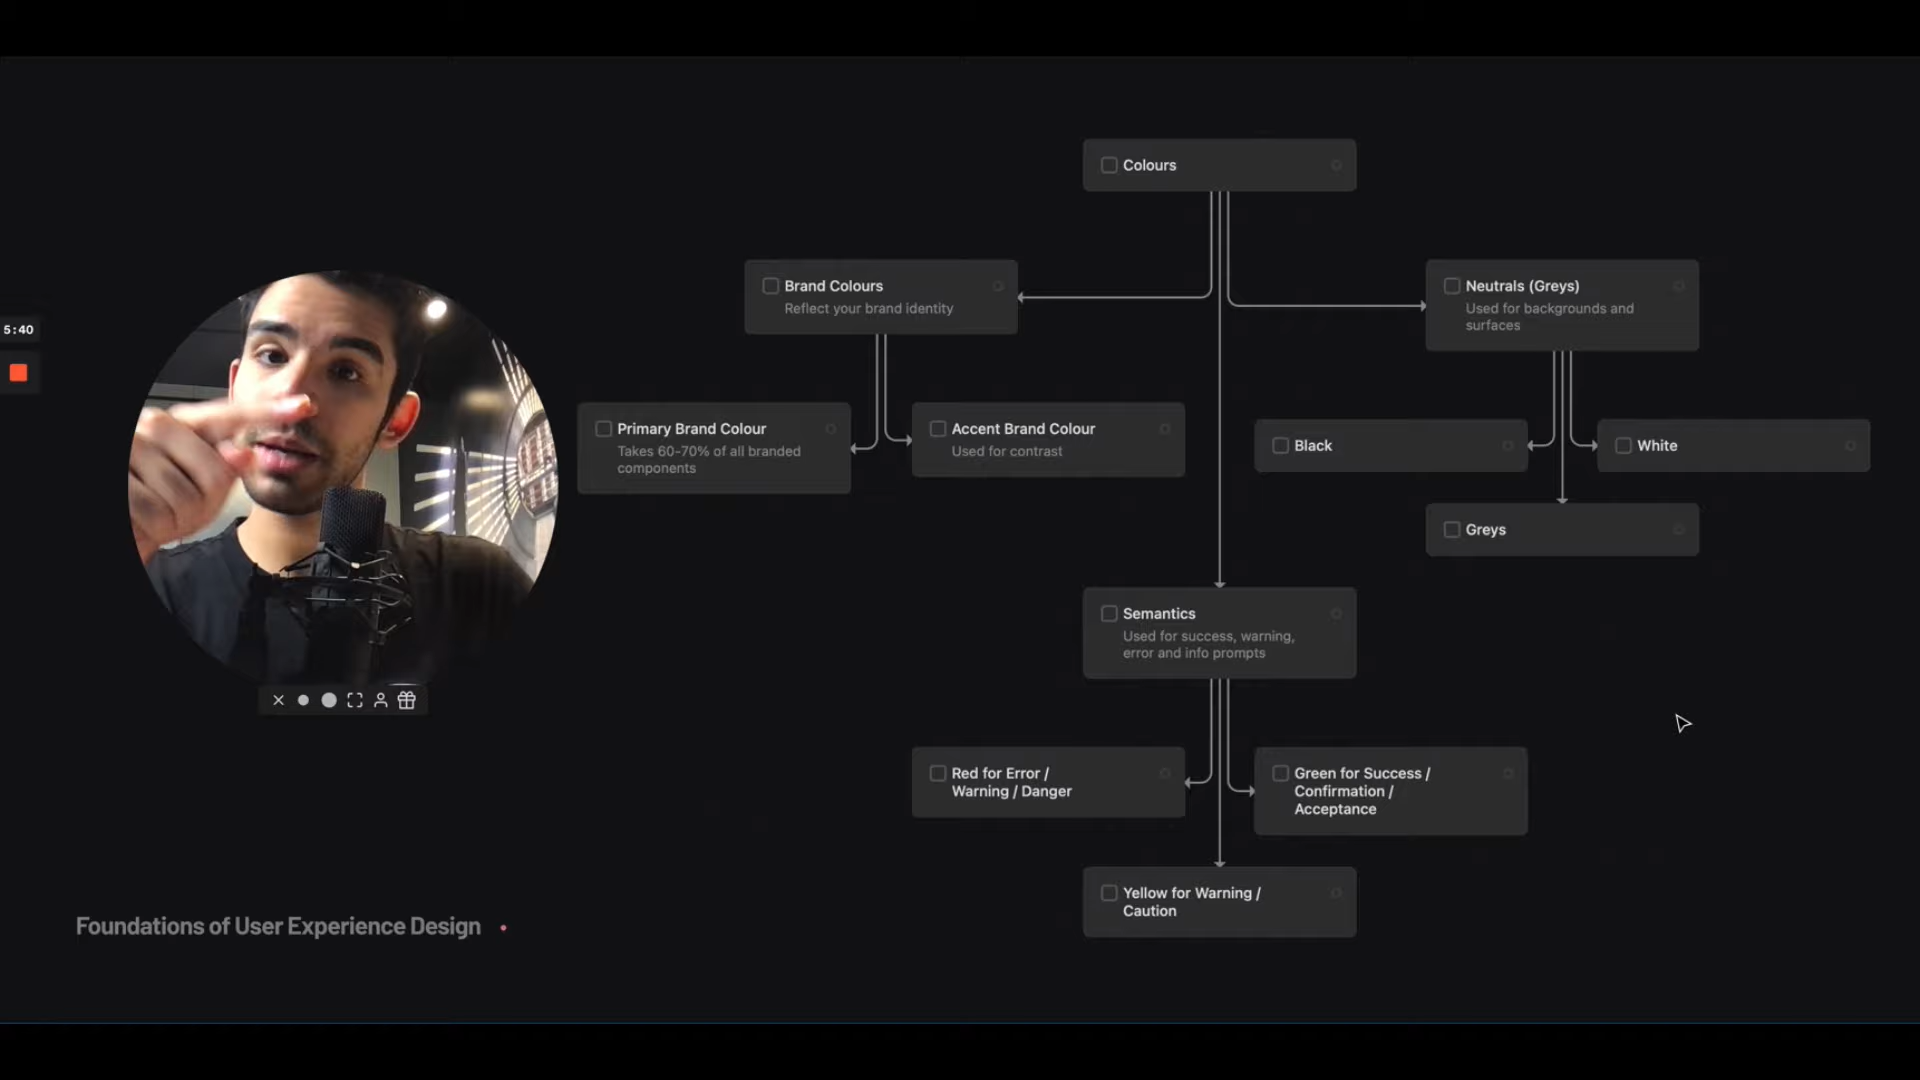 Colours
Brand Colours
Reflect your brand identity
Neutrals (Greys)
Used for backgrounds and
surfaces
5:40
Primary Brand Colour
Takes 60-70% of all branded
components
Accent Brand Colour
Used for contrast
Black
White
Greys
Semantics
Used for success, warning,
error and info prompts
Red for Error /
Warning / Danger
Green for Success /
Confirmation /
Acceptance
Yellow for Warning /
Caution
Foundations of User Experience Design